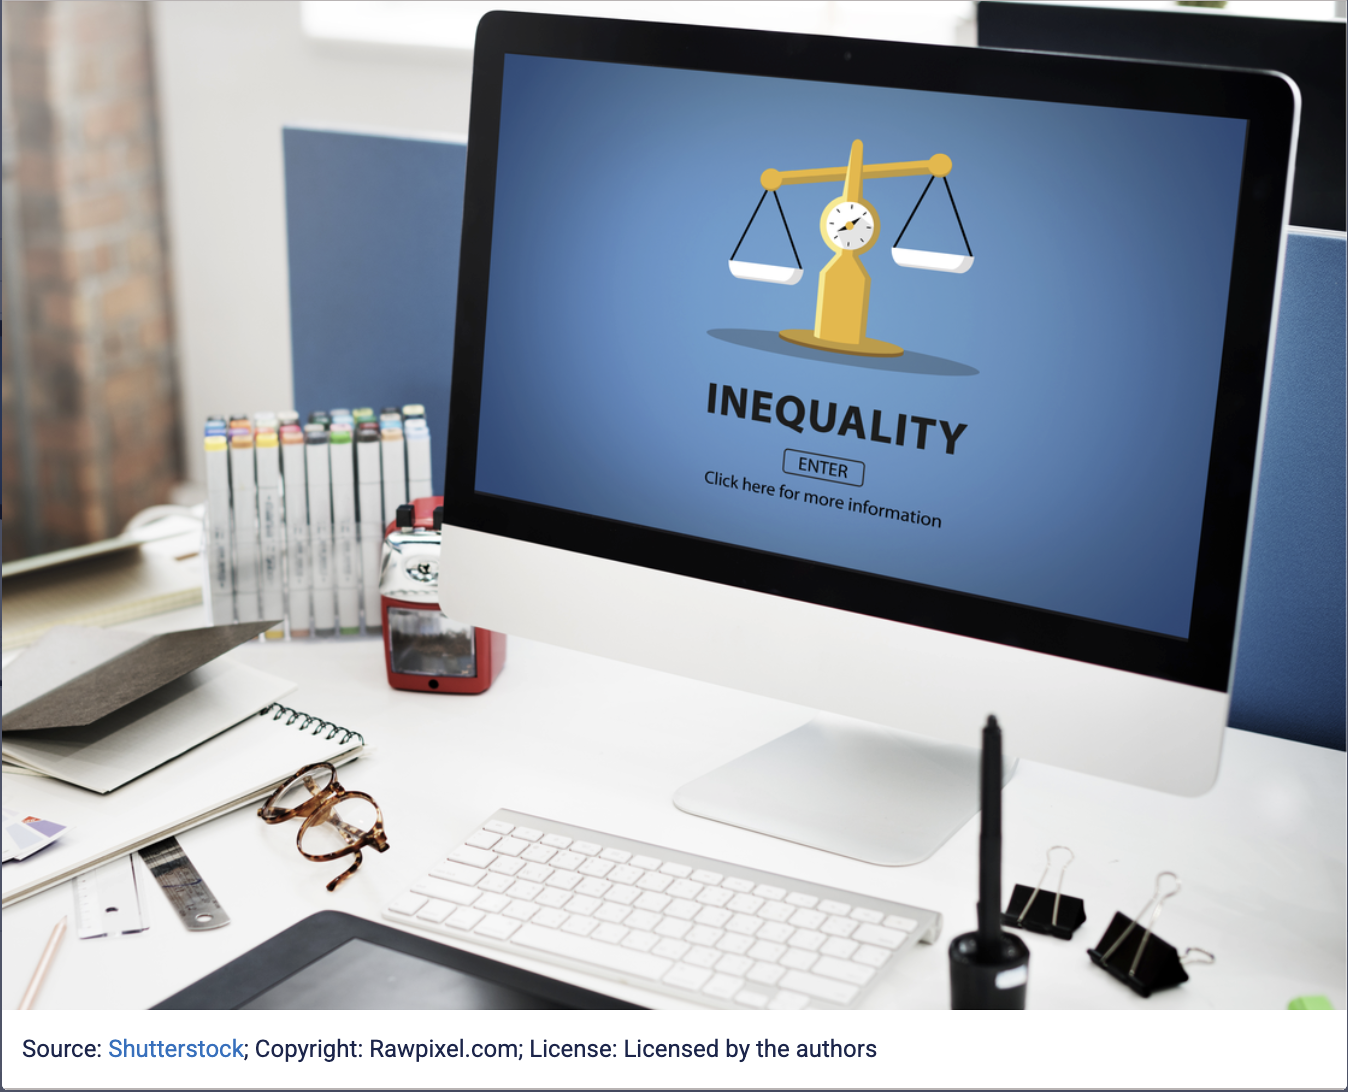 INEQUALITY
ENTER
Click here for more information
Source: Shutterstock; Copyright: Rawpixel.com; License: Licensed by the authors